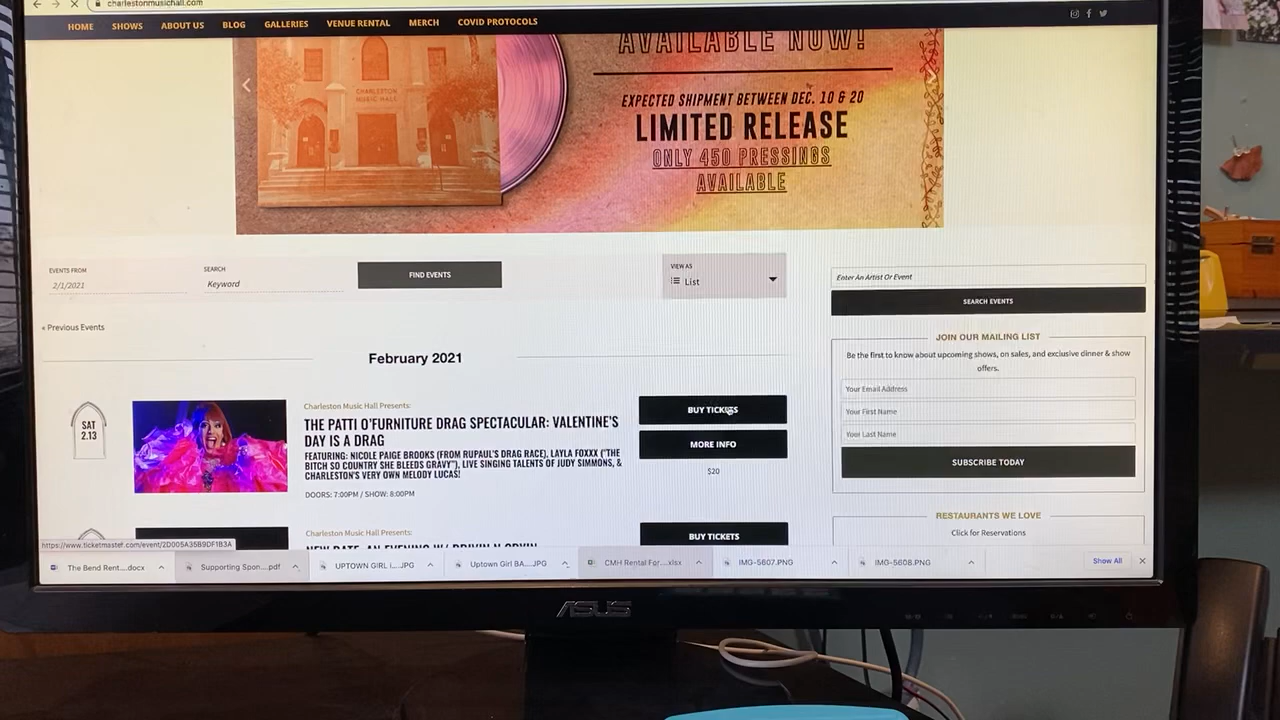 charlestonmusichall.com
HOME SHOWS ABOUT US BLOG GALLERIES VENUE RENTAL MERCH COVID PROTOCOLS
AVAILABLE NOW!
EXPECTED SHIPMENT BETWEEN DEC. 10 & 20
LIMITED RELEASE
ONLY 450 PRESSINGS
AVAILABLE
CHARLESTON
MUSIC HALL
EVENTS FROM
2/1/2021
SEARCH
Keyword
FIND EVENTS
VIEW AS
List
Enter An Artist Or Event
SEARCH EVENTS
« Previous Events
JOIN OUR MAILING LIST
Be the first to know about upcoming shows, on sales, and exclusive dinner & show
offers.
Your Email Address
Your First Name
Your Last Name
SUBSCRIBE TODAY
February 2021
SAT
2.13
Charleston Music Hall Presents:
THE PATTI O'FURNITURE DRAG SPECTACULAR: VALENTINE'S
DAY IS A DRAG
FEATURING: NICOLE PAIGE BROOKS (FROM RUPAUL'S DRAG RACE), LAYLA FOXXX ("THE
BITCH SO COUNTRY SHE BLEEDS GRAVY"), LIVE SINGING TALENTS OF JUDY SIMMONS, &
CHARLESTON'S VERY OWN MELODY LUCAS!
DOORS: 7:00PM / SHOW: 8:00PM
BUY TICKETS
MORE INFO
$20
RESTAURANTS WE LOVE
Click for Reservations
Charleston Music Hall Presents:
NEW DATE- AN EVENING W/ DRIVIN N CRYIN
BUY TICKETS
https://www.ticketmaster.com/event/2D005A35B9DF1B3A
The Bend Rent....docx
Supporting Spon....pdf
UPTOWN GIRL i....JPG
Uptown Girl BA....JPG
CMH Rental For....xlsx
IMG-5607.PNG
IMG-5608.PNG
Show All
ASUS